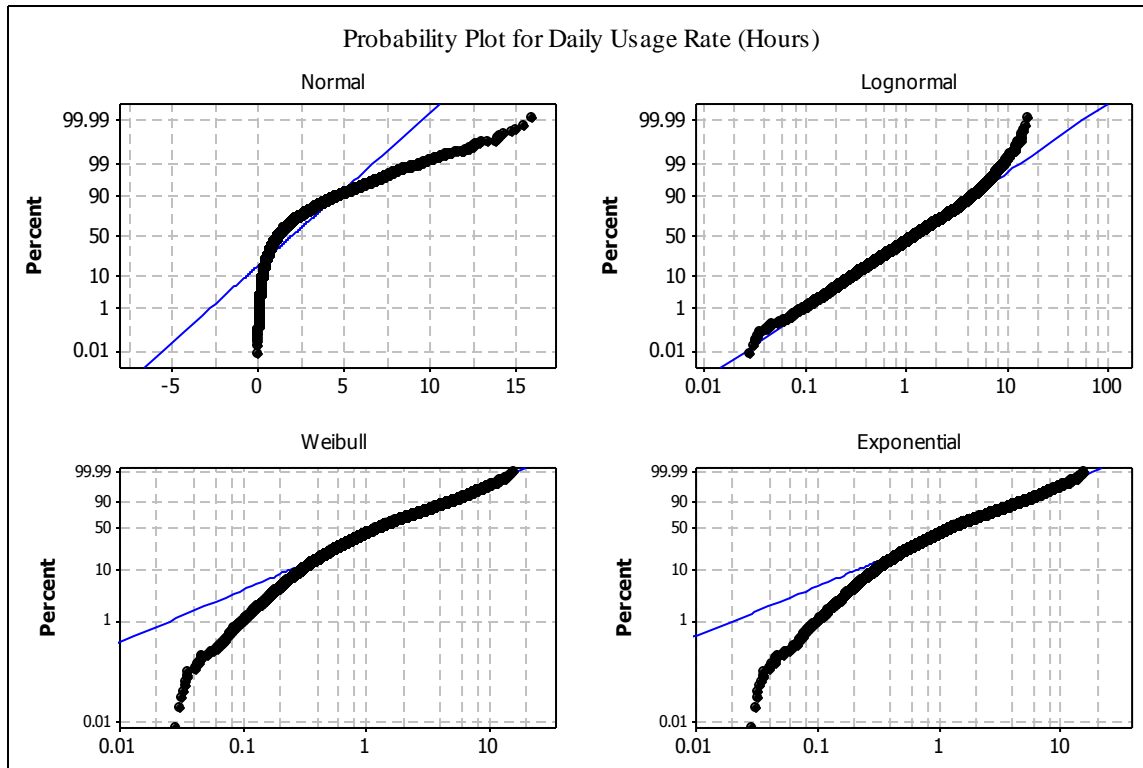 Probability Plot for Daily Usage Rate (Hours)
Normal
Percent
99.99
99
90
50
10
1
0.01
-5 0 5 10 15
Lognormal
Percent
99.99
99
90
50
10
1
0.01
0.01 0.1 1 10 100
Weibull
Percent
99.99
90
50
10
1
0.01
0.01 0.1 1 10
Exponential
Percent
99.99
90
50
10
1
0.01
0.01 0.1 1 10